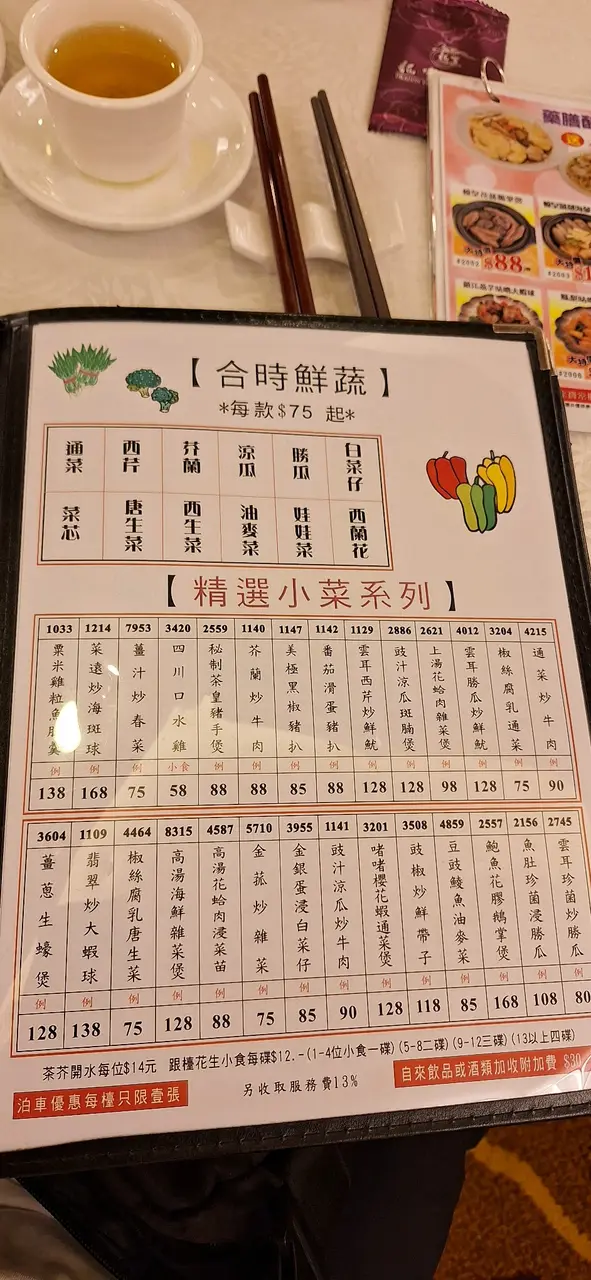 藥膳
送
大特價
$88
#2002
#2003
#2006
【合時鮮蔬】
*每款$75 起*
通菜
西芹
芥蘭
涼瓜
勝瓜
白菜仔
菜芯
唐生菜
西生菜
油麥菜
娃娃菜
西蘭花
【精選小菜系列】
1033 1214 7953 3420 2559 1140 1147 1142 1129 2886 2621 4012 3204 4215
粟米雞粒魚肚羹
菜遠炒海斑球
薑汁炒春菜
四川口水雞
秘制茶皇豬手煲
芥蘭炒牛肉
美極黑椒豬扒
番茄滑蛋豬扒
雲耳西芹炒鮮魷
豉汁涼瓜斑腩煲
上湯花蛤肉雜菜煲
雲耳勝瓜炒鮮魷
椒絲腐乳通菜
通菜炒牛肉
例 例 例 小食 例 例 例 例 例 例 例 例 例 例
138 168 75 58 88 88 85 88 128 128 98 128 75 90
3604 1109 4464 8315 4587 5710 3955 1141 3201 3508 4859 2557 2156 2745
薑蔥生蠔煲
翡翠炒大蝦球
椒絲腐乳唐生菜
高湯海鮮雜菜煲
高湯花蛤肉浸菜苗
金菇炒雜菜
金銀蛋浸白菜仔
豉汁涼瓜炒牛肉
啫啫櫻花蝦通菜煲
豉椒炒鮮帶子
豆豉鯪魚油麥菜
鮑魚花膠鵝掌煲
魚肚珍菌浸勝瓜
雲耳珍菌炒勝瓜
例 例 例 例 例 例 例 例 例 例 例 例 例 例
128 138 75 128 88 75 85 90 128 118 85 168 108 80
茶芥開水每位$14元 跟檯花生小食每碟$12.-(1-4位小食一碟)(5-8二碟)(9-12三碟)(13以上四碟)
泊車優惠每檯只限壹張
另收取服務費13%
自來飲品或酒類加收附加費 $30